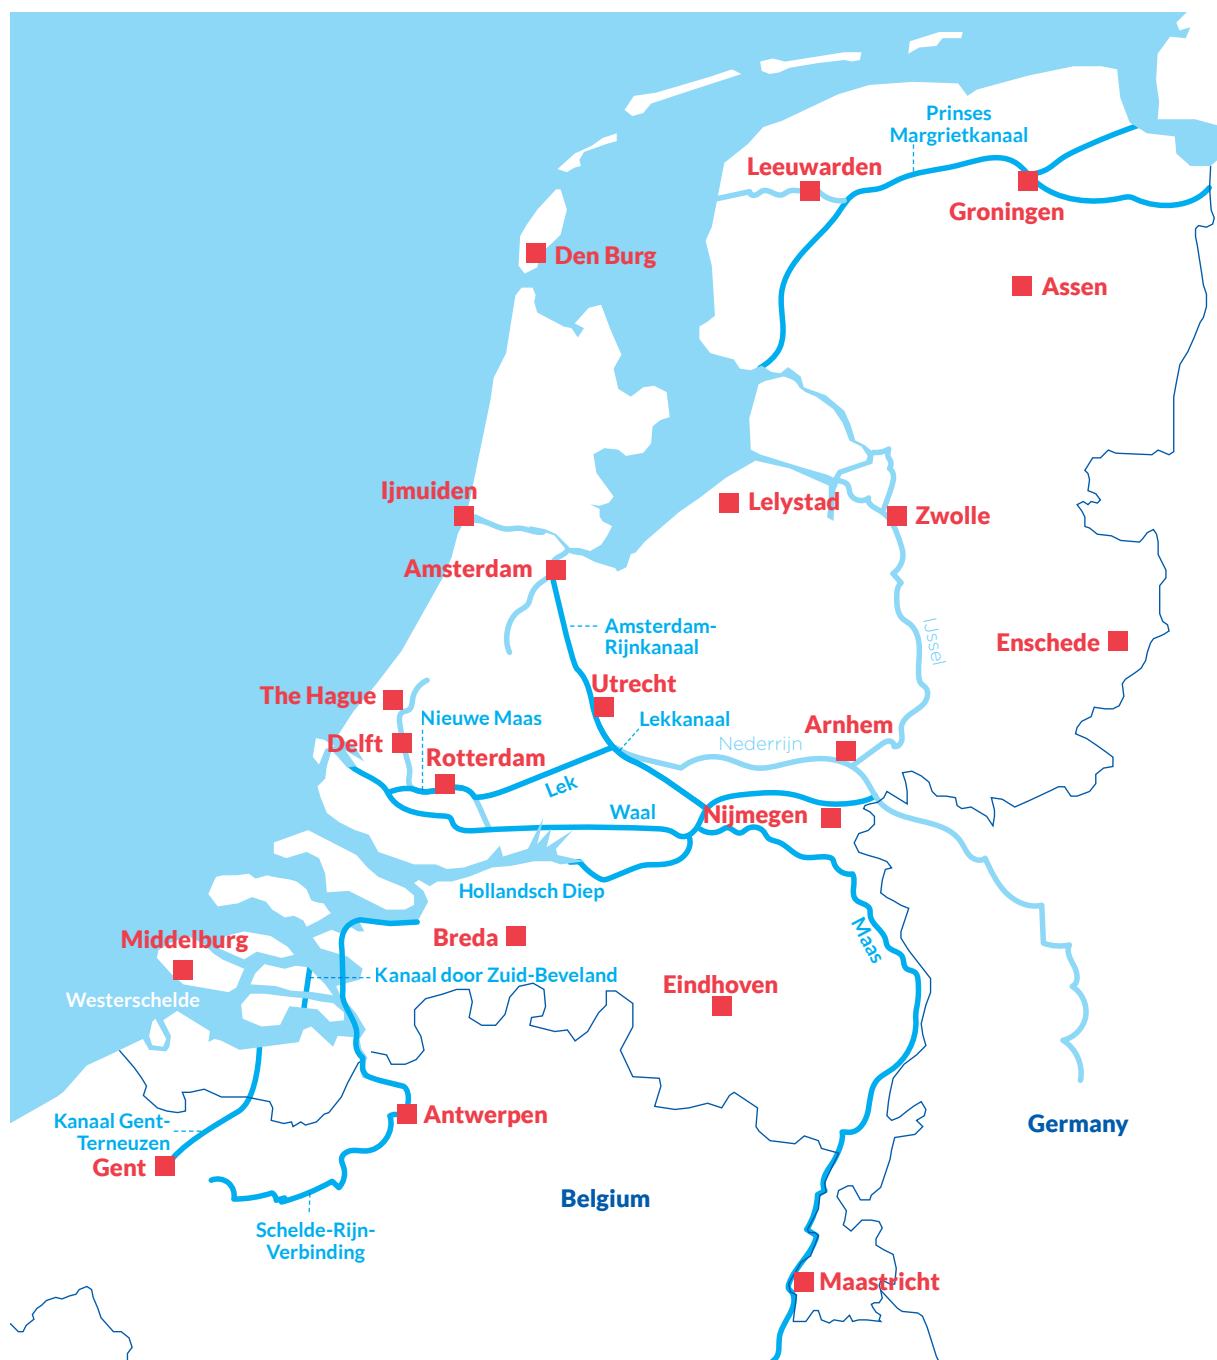 Prinses
Margrietkanaal
Leeuwarden
Groningen
Den Burg
Assen
Ijmuiden
Lelystad
Zwolle
Amsterdam
Amsterdam-
Rijnkanaal
IJssel
Enschede
Utrecht
The Hague
Nieuwe Maas
Lekkanaal
Arnhem
Delft
Nederrijn
Rotterdam
Lek
Waal
Nijmegen
Hollandsch Diep
Middelburg
Breda
Maas
Kanaal door Zuid-Beveland
Eindhoven
Westerschelde
Antwerpen
Kanaal Gent-
Terneuzen
Germany
Gent
Belgium
Schelde-Rijn-
Verbinding
Maastricht